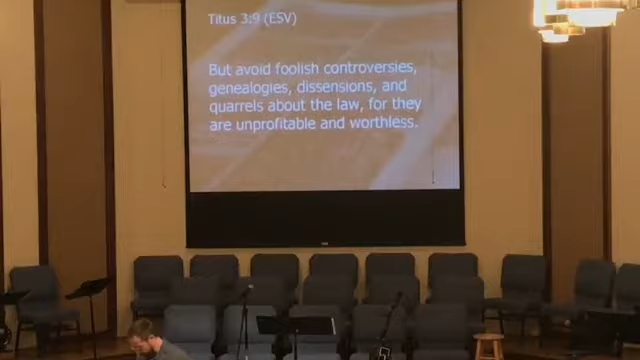 Titus 3:9 (ESV)
But avoid foolish controversies,
genealogies, dissensions, and
quarrels about the law, for they
are unprofitable and worthless.